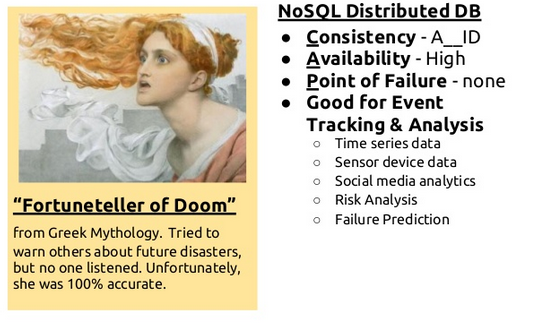 “Fortuneteller of Doom”
from Greek Mythology. Tried to
warn others about future disasters,
but no one listened. Unfortunately,
she was 100% accurate.
NoSQL Distributed DB
● Consistency - A__ID
● Availability - High
● Point of Failure - none
● Good for Event
Tracking & Analysis
○ Time series data
○ Sensor device data
○ Social media analytics
○ Risk Analysis
○ Failure Prediction